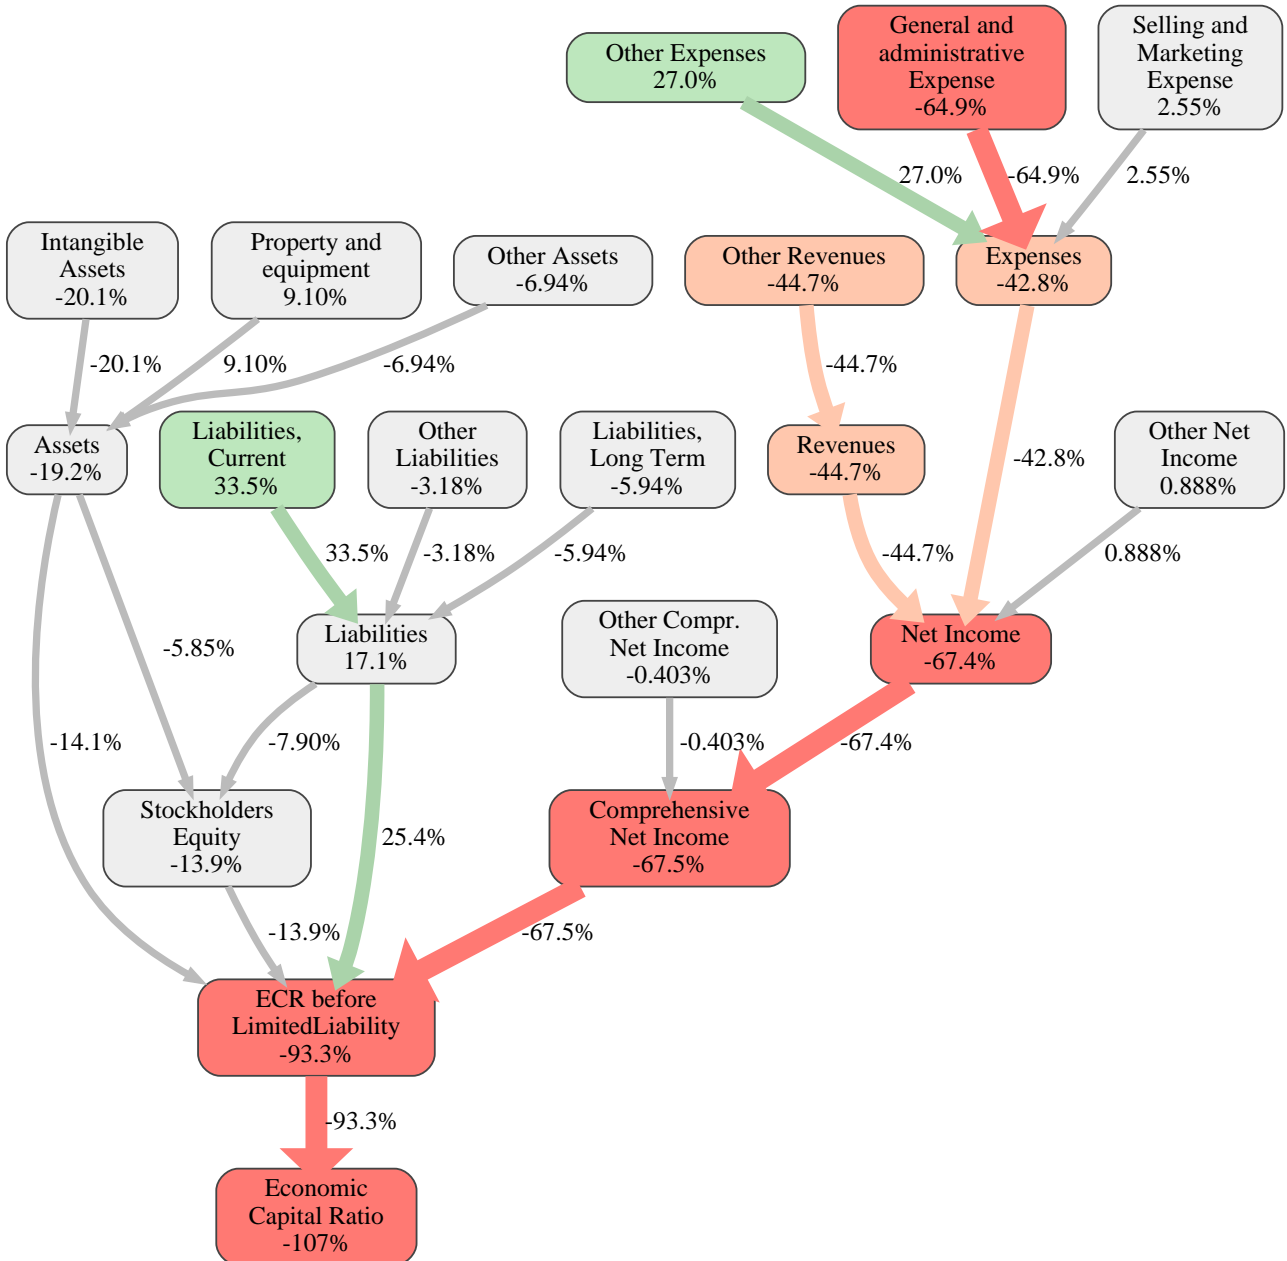 Other Expenses
27.0%
General and
administrative
Expense
-64.9%
Selling and
Marketing
Expense
2.55%
27.0%
-64.9%
2.55%
Intangible
Assets
-20.1%
Property and
equipment
9.10%
Other Assets
-6.94%
Other Revenues
-44.7%
Expenses
-42.8%
-20.1%
9.10%
-6.94%
-44.7%
Assets
-19.2%
Liabilities,
Current
33.5%
Other
Liabilities
-3.18%
Liabilities,
Long Term
-5.94%
Revenues
-44.7%
-42.8%
Other Net
Income
0.888%
33.5%
-3.18%
-5.94%
-44.7%
0.888%
-5.85%
Liabilities
17.1%
Other Compr.
Net Income
-0.403%
Net Income
-67.4%
-14.1%
-7.90%
-0.403%
-67.4%
Stockholders
Equity
-13.9%
25.4%
Comprehensive
Net Income
-67.5%
-13.9%
-67.5%
ECR before
LimitedLiability
-93.3%
-93.3%
Economic
Capital Ratio
-107%